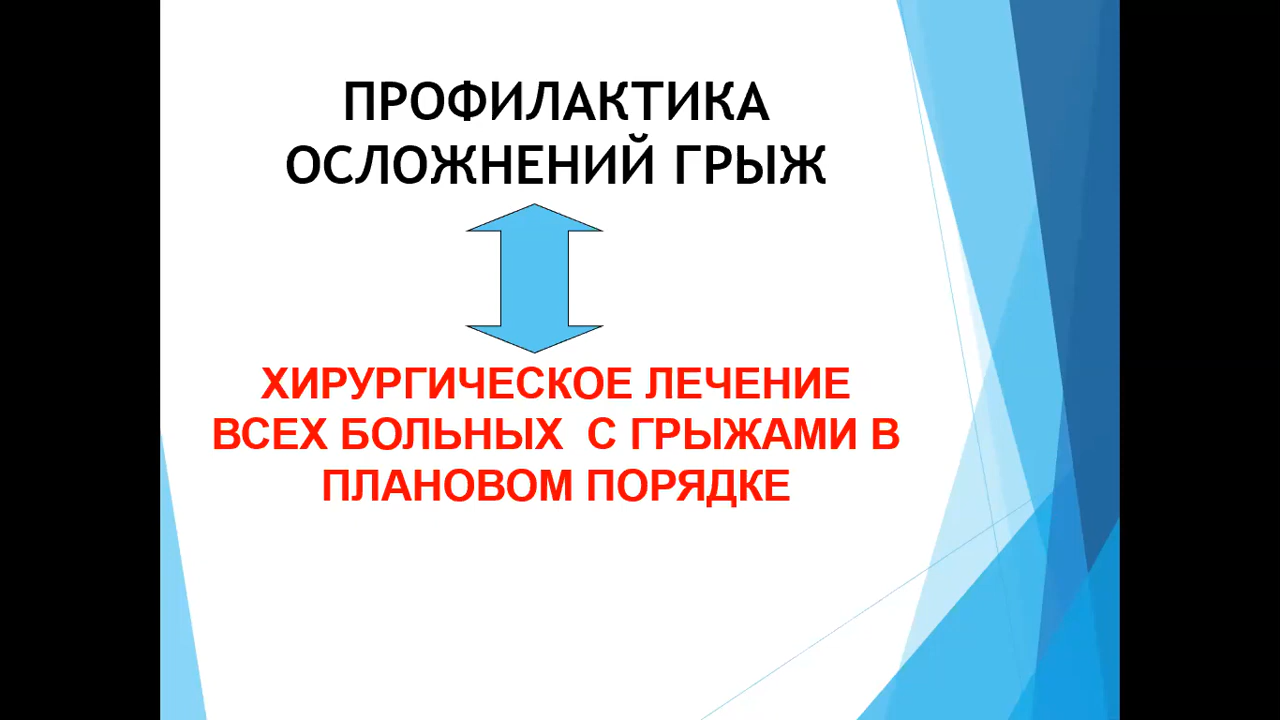 ПРОФИЛАКТИКА
ОСЛОЖНЕНИЙ ГРЫЖ
ХИРУРГИЧЕСКОЕ ЛЕЧЕНИЕ
ВСЕХ БОЛЬНЫХ  С ГРЫЖАМИ В
ПЛАНОВОМ ПОРЯДКЕ